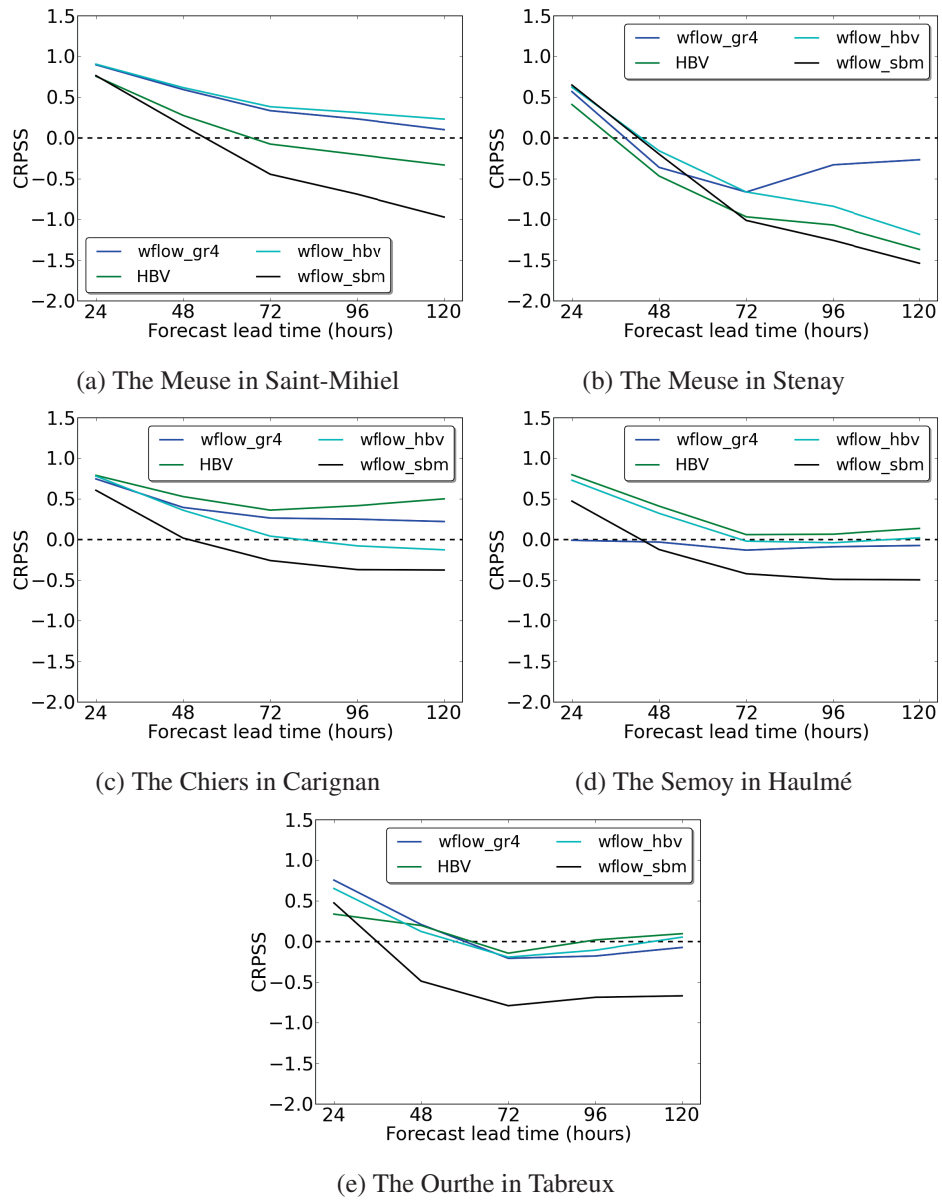 1.5
1.0
0.5
0.0
−0.5
−1.0
−1.5
−2.0
CRPSS
wflow_gr4 wflow_hbv
HBV wflow_sbm
24 48 72 96 120
Forecast lead time (hours)
(a) The Meuse in Saint-Mihiel
1.5
1.0
0.5
0.0
−0.5
−1.0
−1.5
−2.0
CRPSS
wflow_gr4 wflow_hbv
HBV wflow_sbm
24 48 72 96 120
Forecast lead time (hours)
(b) The Meuse in Stenay
1.5
1.0
0.5
0.0
−0.5
−1.0
−1.5
−2.0
CRPSS
wflow_gr4 wflow_hbv
HBV wflow_sbm
24 48 72 96 120
Forecast lead time (hours)
(c) The Chiers in Carignan
1.5
1.0
0.5
0.0
−0.5
−1.0
−1.5
−2.0
CRPSS
wflow_gr4 wflow_hbv
HBV wflow_sbm
24 48 72 96 120
Forecast lead time (hours)
(d) The Semoy in Haulmé
1.5
1.0
0.5
0.0
−0.5
−1.0
−1.5
−2.0
CRPSS
wflow_gr4 wflow_hbv
HBV wflow_sbm
24 48 72 96 120
Forecast lead time (hours)
(e) The Ourthe in Tabreux